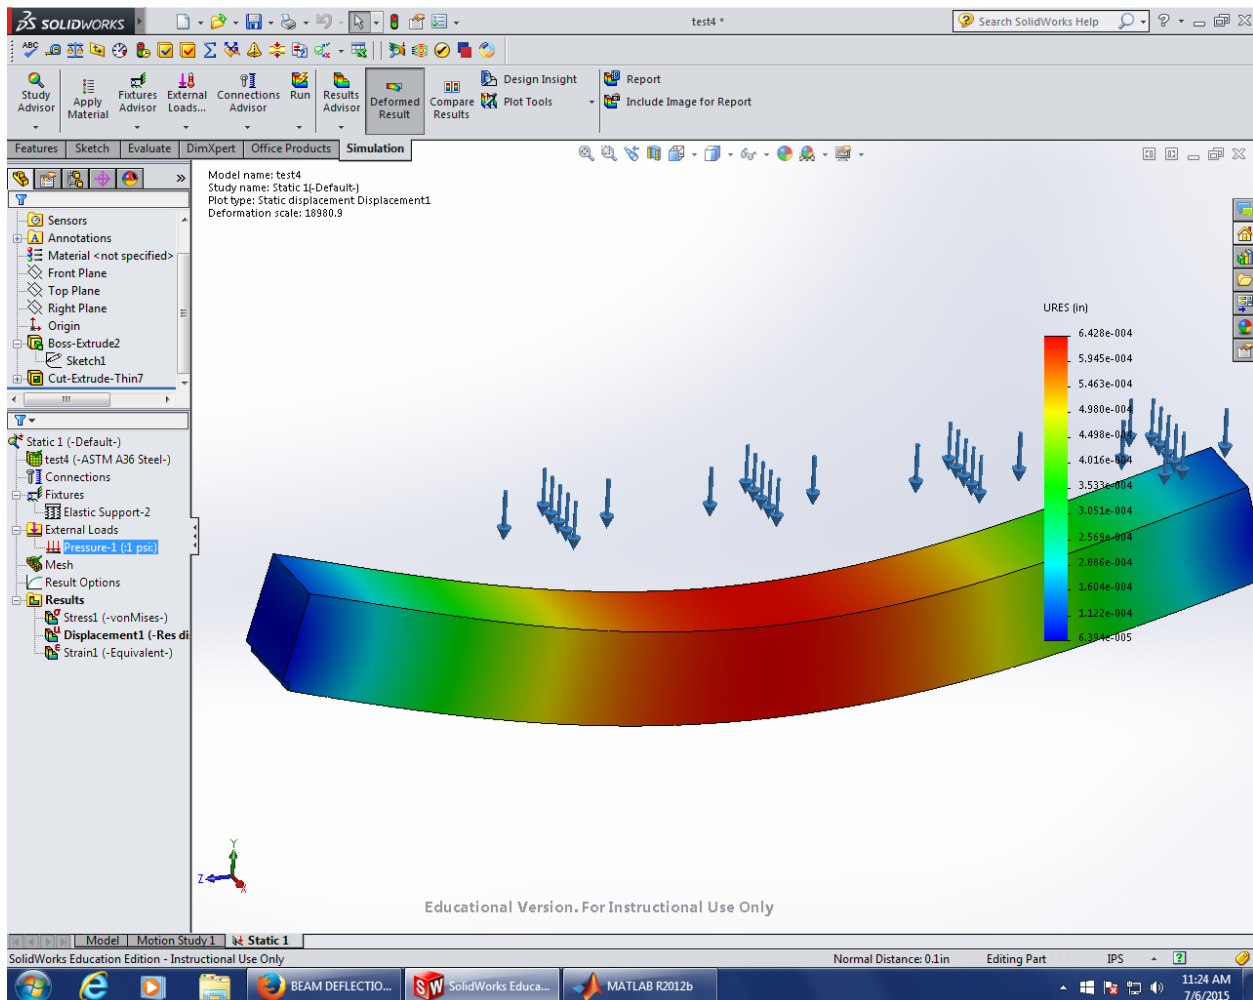 SOLIDWORKS
test4 *
Search SolidWorks Help
Study Advisor
Apply Material
Fixtures Advisor
External Loads...
Connections Advisor
Run
Results Advisor
Deformed Result
Compare Results
Design Insight
Plot Tools
Report
Include Image for Report
Features
Sketch
Evaluate
DimXpert
Office Products
Simulation
Model name: test4
Study name: Static 1(-Default-)
Plot type: Static displacement Displacement1
Deformation scale: 18980.9
Sensors
Annotations
Material <not specified>
Front Plane
Top Plane
Right Plane
Origin
Boss-Extrude2
Sketch1
Cut-Extrude-Thin7
Static 1 (-Default-)
test4 (-ASTM A36 Steel-)
Connections
Fixtures
Elastic Support-2
External Loads
Pressure-1 (:1 psi:)
Mesh
Result Options
Results
Stress1 (-vonMises-)
Displacement1 (-Res di
Strain1 (-Equivalent-)
URES (in)
6.428e-004
5.945e-004
5.463e-004
4.980e-004
4.498e-004
4.016e-004
3.533e-004
3.051e-004
2.569e-004
2.086e-004
1.604e-004
1.122e-004
6.394e-005
Y
Z
X
Educational Version. For Instructional Use Only
Model
Motion Study 1
Static 1
SolidWorks Education Edition - Instructional Use Only
Normal Distance: 0.1in
Editing Part
IPS
BEAM DEFLECTIO...
SolidWorks Educa...
MATLAB R2012b
11:24 AM
7/6/2015